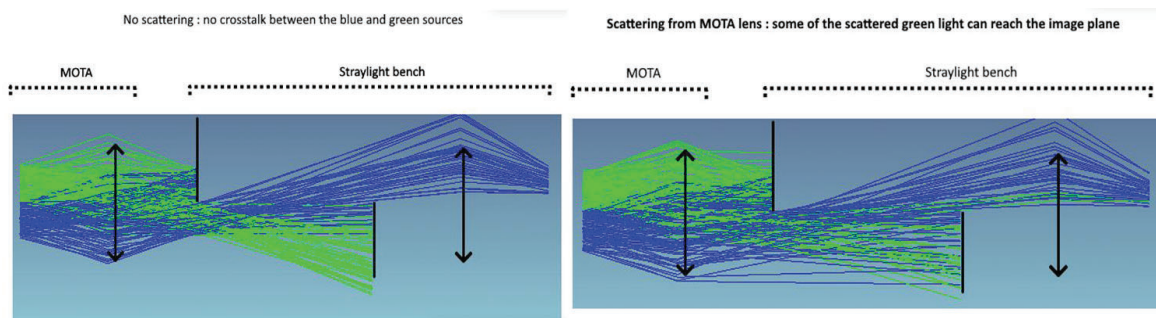 No scattering : no crosstalk between the blue and green sources
MOTA
Straylight bench
Scattering from MOTA lens : some of the scattered green light can reach the image plane
MOTA
Straylight bench